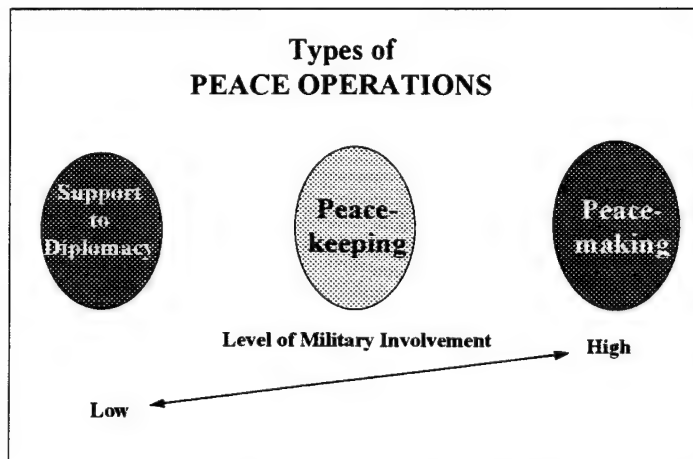 Types of
PEACE OPERATIONS
Support
to
Diplomacy
Peace-
keeping
Peace-
making
Level of Military Involvement
High
Low